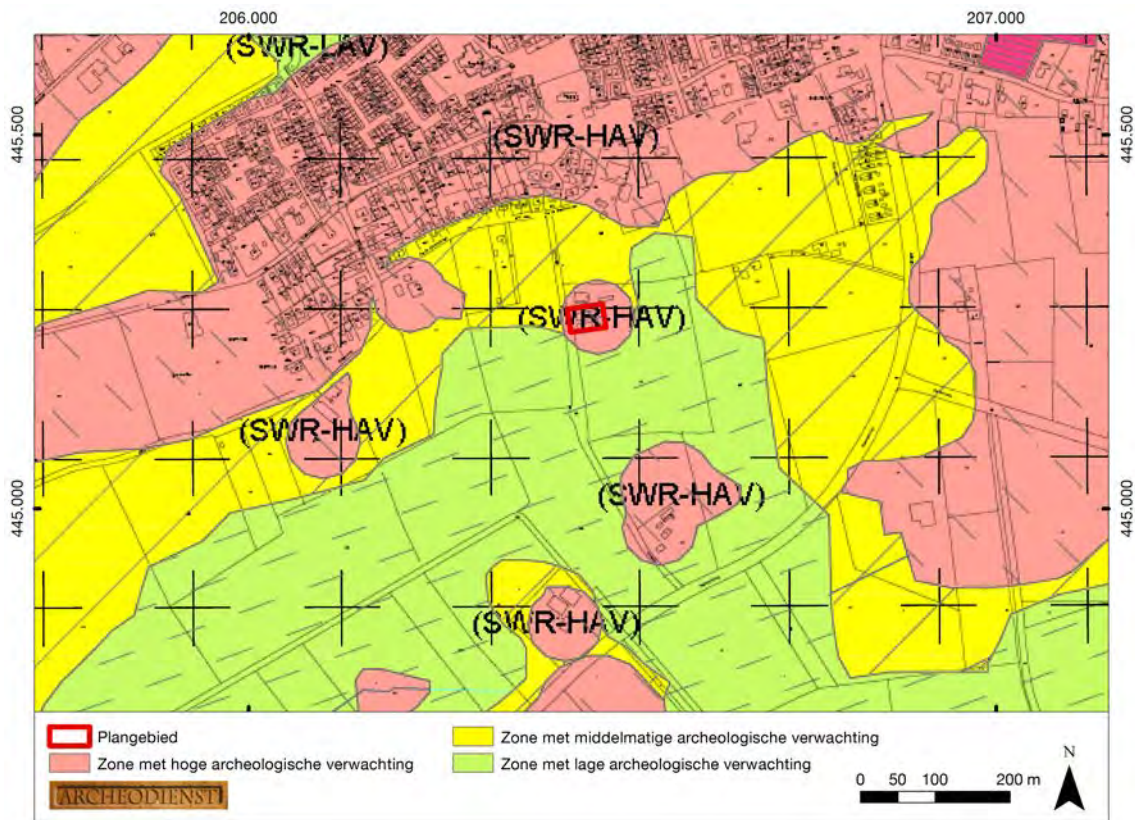 206.000 207.000
(SWR-LAV)
445.500 (SWR-HAV) 445.500
(SWR-HAV)
(SWR-HAV)
445.000 (SWR-HAV) 445.000
(SWR-HAV)
Plangebied
Zone met hoge archeologische verwachting
Zone met middelmatige archeologische verwachting
Zone met lage archeologische verwachting
ARCHEODIENST
0 50 100 200 m
N